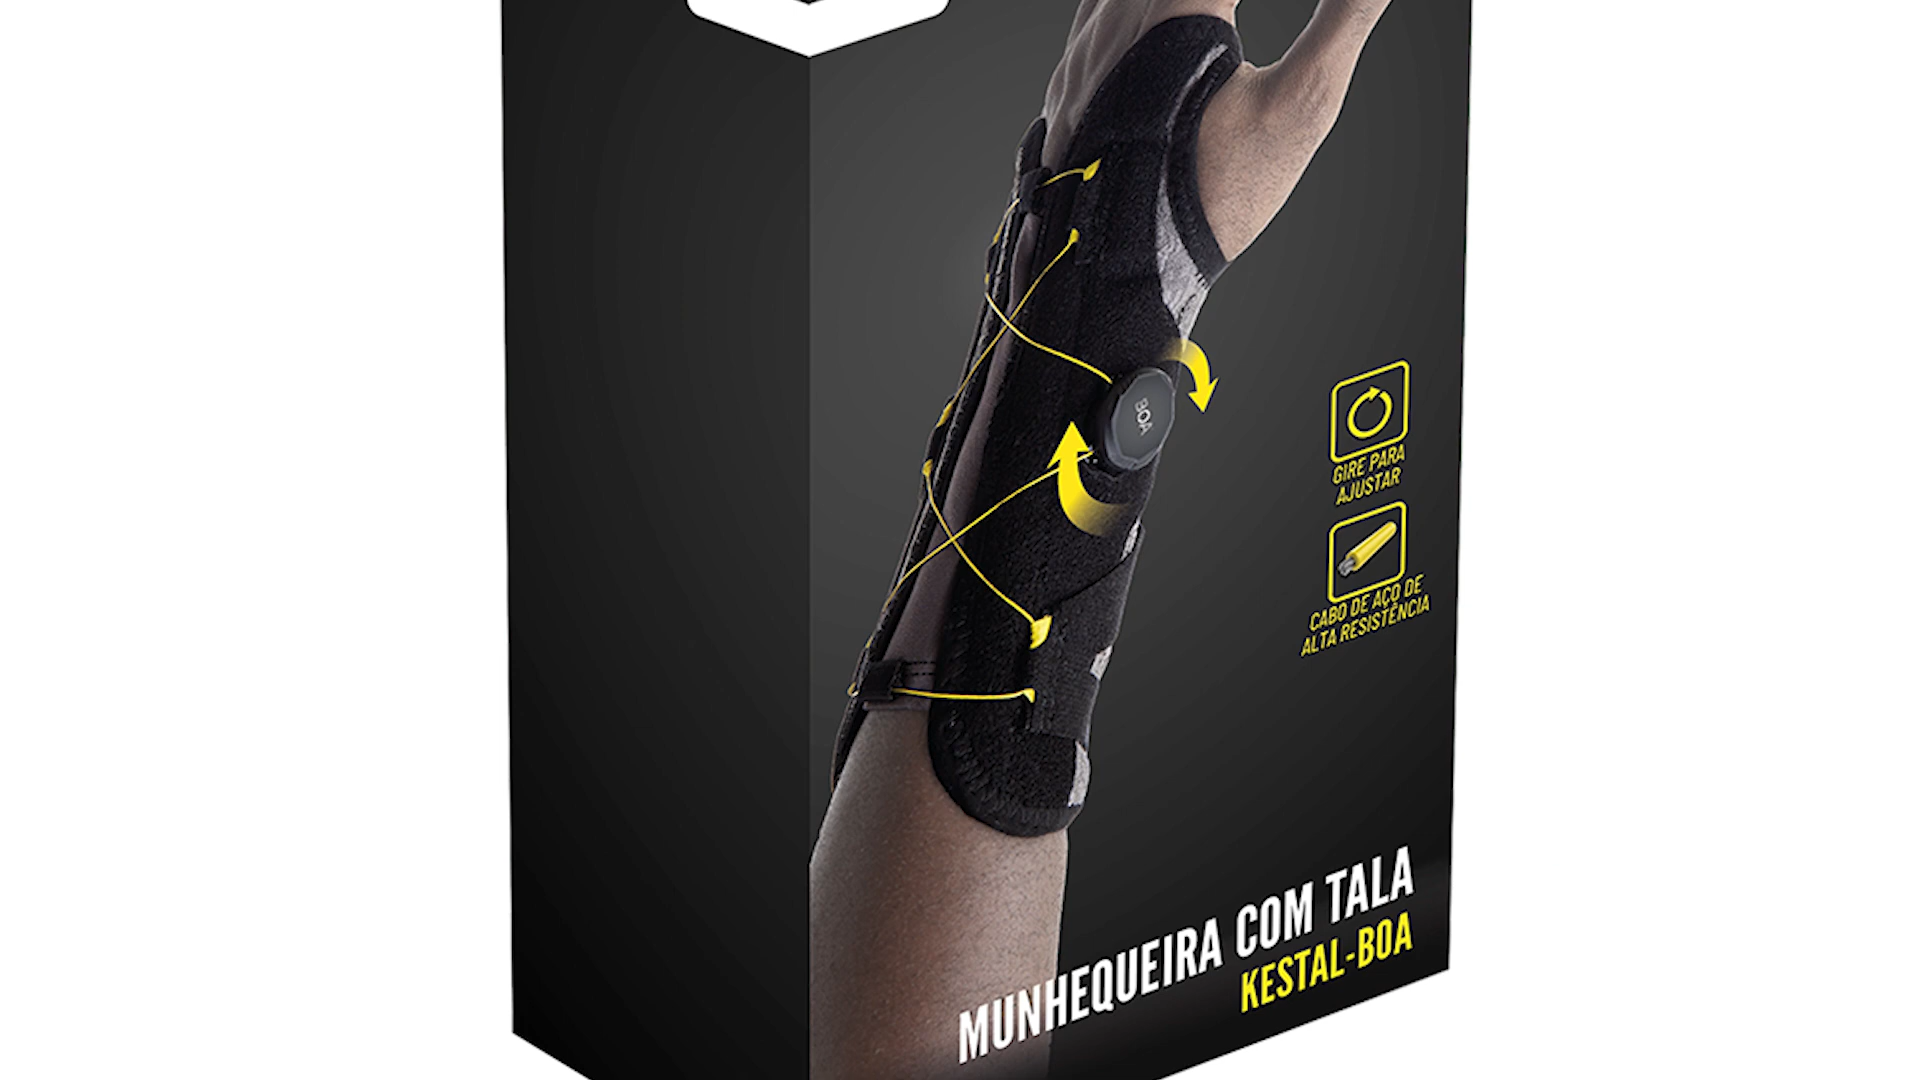 BOA
GIRE PARA
AJUSTAR
CABO DE AÇO DE
ALTA RESISTÊNCIA
MUNHEQUEIRA COM TALA
KESTAL-BOA